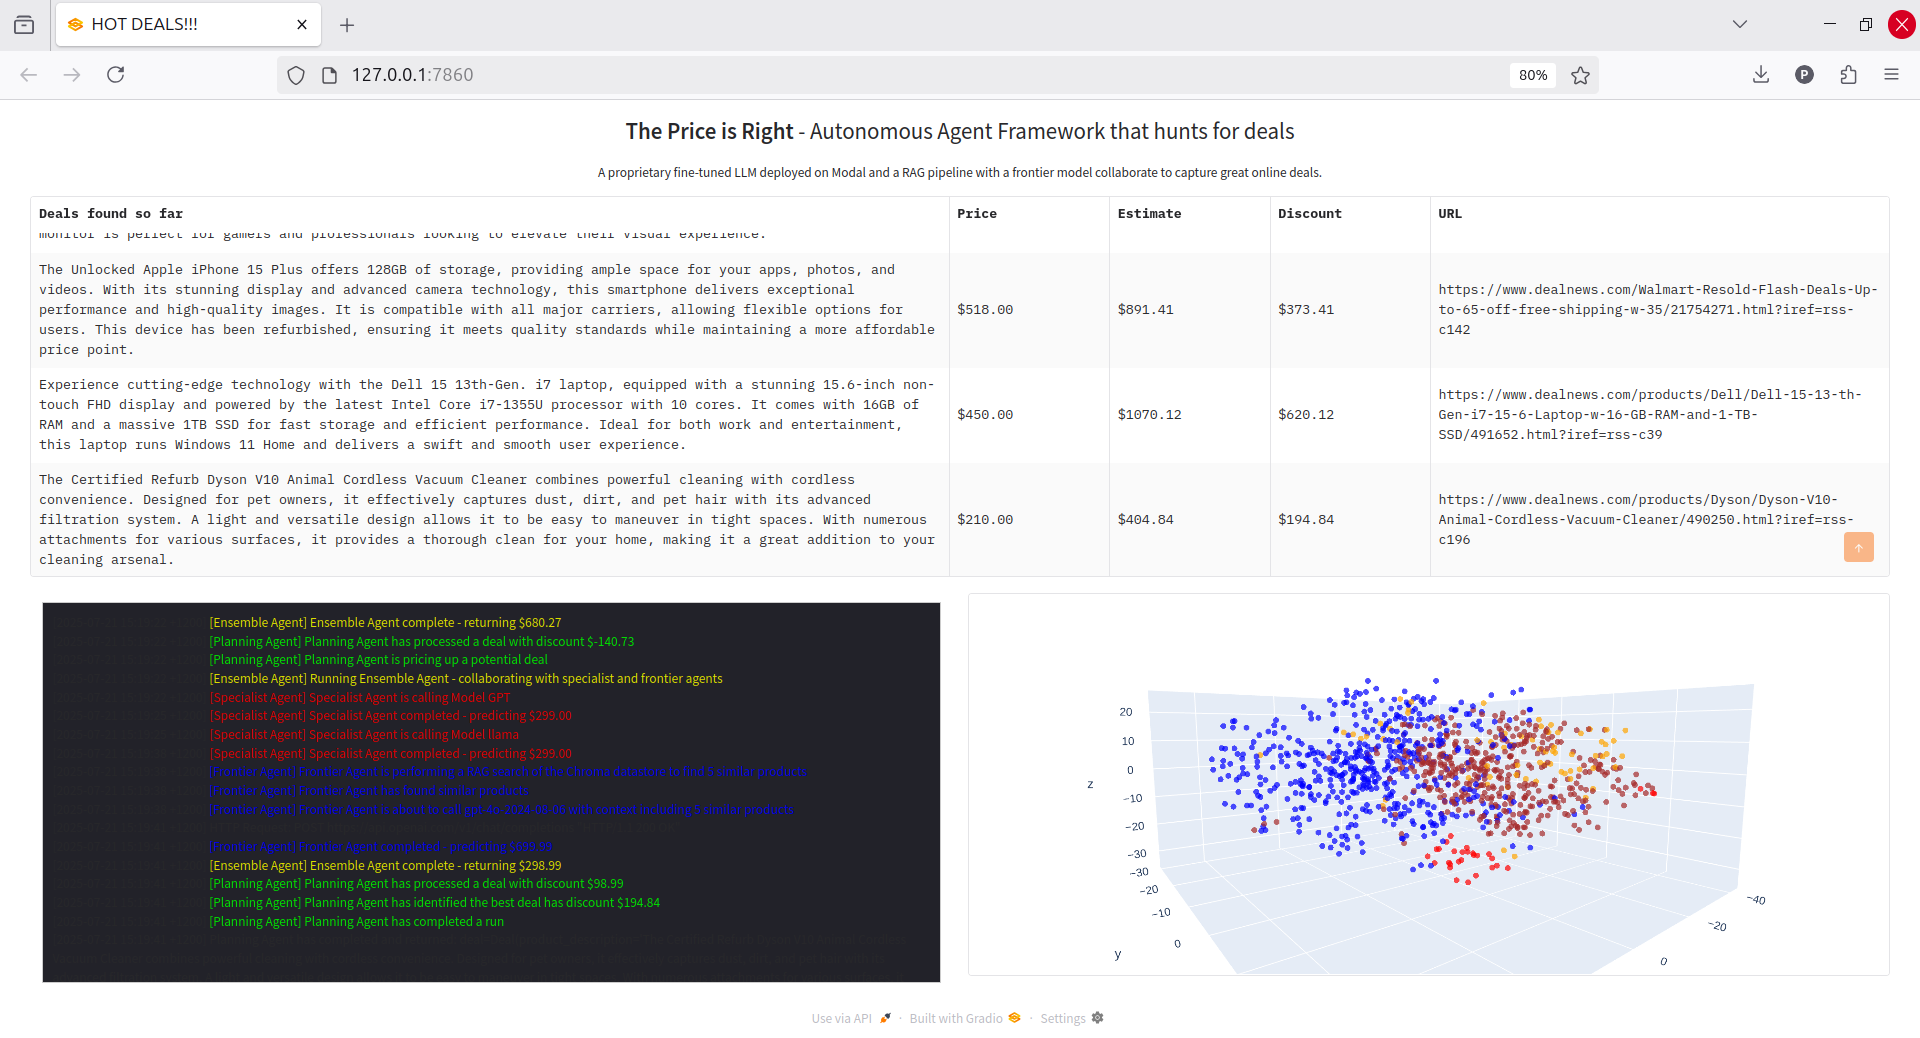 HOT DEALS!!!
127.0.0.1:7860
80%
P
The Price is Right - Autonomous Agent Framework that hunts for deals
A proprietary fine-tuned LLM deployed on Modal and a RAG pipeline with a frontier model collaborate to capture great online deals.
Deals found so far Price Estimate Discount URL
monitor is perfect for gamers and professionals looking to elevate their visual experience.
The Unlocked Apple iPhone 15 Plus offers 128GB of storage, providing ample space for your apps, photos, and
videos. With its stunning display and advanced camera technology, this smartphone delivers exceptional
performance and high-quality images. It is compatible with all major carriers, allowing flexible options for
users. This device has been refurbished, ensuring it meets quality standards while maintaining a more affordable
price point.
$518.00 $891.41 $373.41
https://www.dealnews.com/Walmart-Resold-Flash-Deals-Up-
to-65-off-free-shipping-w-35/21754271.html?iref=rss-
c142
Experience cutting-edge technology with the Dell 15 13th-Gen. i7 laptop, equipped with a stunning 15.6-inch non-
touch FHD display and powered by the latest Intel Core i7-1355U processor with 10 cores. It comes with 16GB of
RAM and a massive 1TB SSD for fast storage and efficient performance. Ideal for both work and entertainment,
this laptop runs Windows 11 Home and delivers a swift and smooth user experience.
$450.00 $1070.12 $620.12
https://www.dealnews.com/products/Dell/Dell-15-13-th-
Gen-i7-15-6-Laptop-w-16-GB-RAM-and-1-TB-
SSD/491652.html?iref=rss-c39
The Certified Refurb Dyson V10 Animal Cordless Vacuum Cleaner combines powerful cleaning with cordless
convenience. Designed for pet owners, it effectively captures dust, dirt, and pet hair with its advanced
filtration system. A light and versatile design allows it to be easy to maneuver in tight spaces. With numerous
attachments for various surfaces, it provides a thorough clean for your home, making it a great addition to your
cleaning arsenal.
$210.00 $404.84 $194.84
https://www.dealnews.com/products/Dyson/Dyson-V10-
Animal-Cordless-Vacuum-Cleaner/490250.html?iref=rss-
c196
[Ensemble Agent] Ensemble Agent complete - returning $680.27
[Planning Agent] Planning Agent has processed a deal with discount $-140.73
[Planning Agent] Planning Agent is pricing up a potential deal
[Ensemble Agent] Running Ensemble Agent - collaborating with specialist and frontier agents
[Specialist Agent] Specialist Agent is calling Model GPT
[Specialist Agent] Specialist Agent completed - predicting $299.00
[Specialist Agent] Specialist Agent is calling Model llama
[Specialist Agent] Specialist Agent completed - predicting $299.00
[Frontier Agent] Frontier Agent is performing a RAG search of the Chroma datastore to find 5 similar products
[Frontier Agent] Frontier Agent has found similar products
[Frontier Agent] Frontier Agent is about to call gpt-4o-2024-08-06 with context including 5 similar products
[Frontier Agent] Frontier Agent completed - predicting
[Ensemble Agent] Ensemble Agent complete - returning $298.99
[Planning Agent] Planning Agent has processed a deal with discount $98.99
[Planning Agent] Planning Agent has identified the best deal has discount $194.84
[Planning Agent] Planning Agent has completed a run
20
10
0
−10
−20
−30
z
−30
−20
−10
0
y
−40
−20
0
Use via API · Built with Gradio · Settings